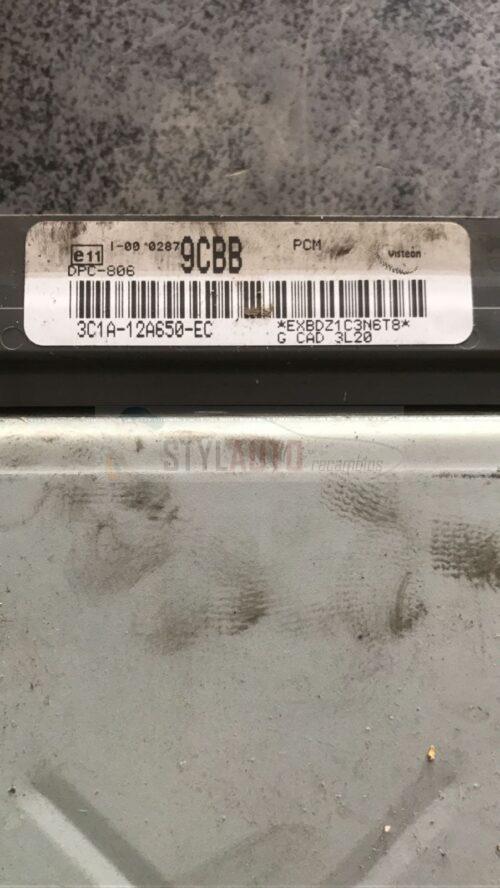 e11 I-00 0287 9CBB PCM Visteon
DPC-806
3C1A-12A650-EC *EXBDZ1C3N6T8*
G CAD 3L20
STYLAUTO recambios